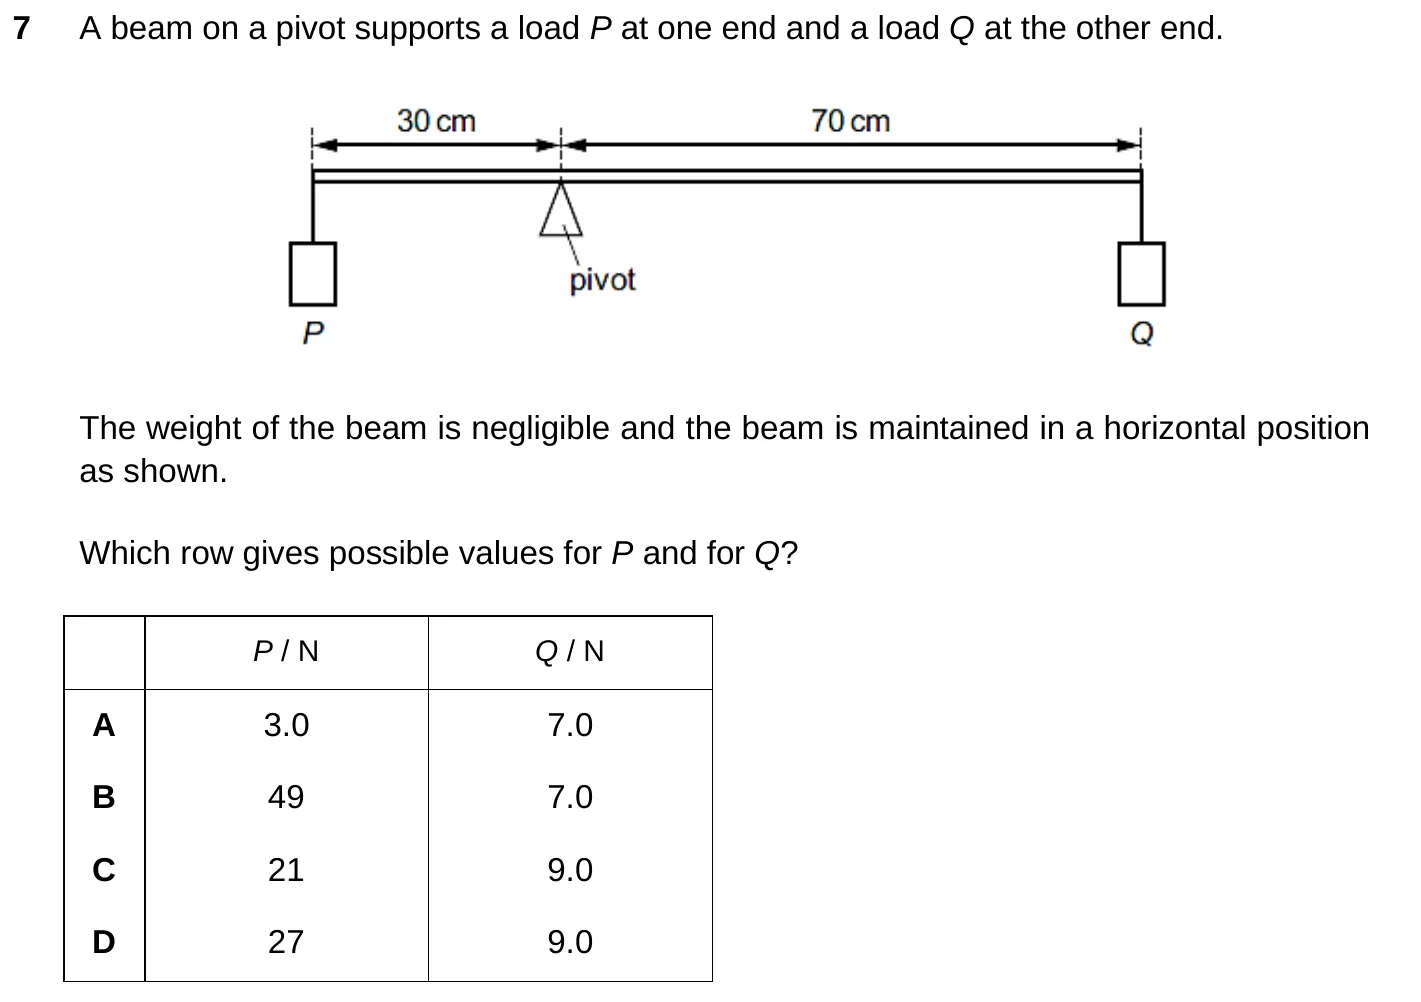 7 A beam on a pivot supports a load P at one end and a load Q at the other end.
30 cm 70 cm
pivot
P Q
The weight of the beam is negligible and the beam is maintained in a horizontal position
as shown.
Which row gives possible values for P and for Q?
P / N Q / N
A 3.0 7.0
B 49 7.0
C 21 9.0
D 27 9.0